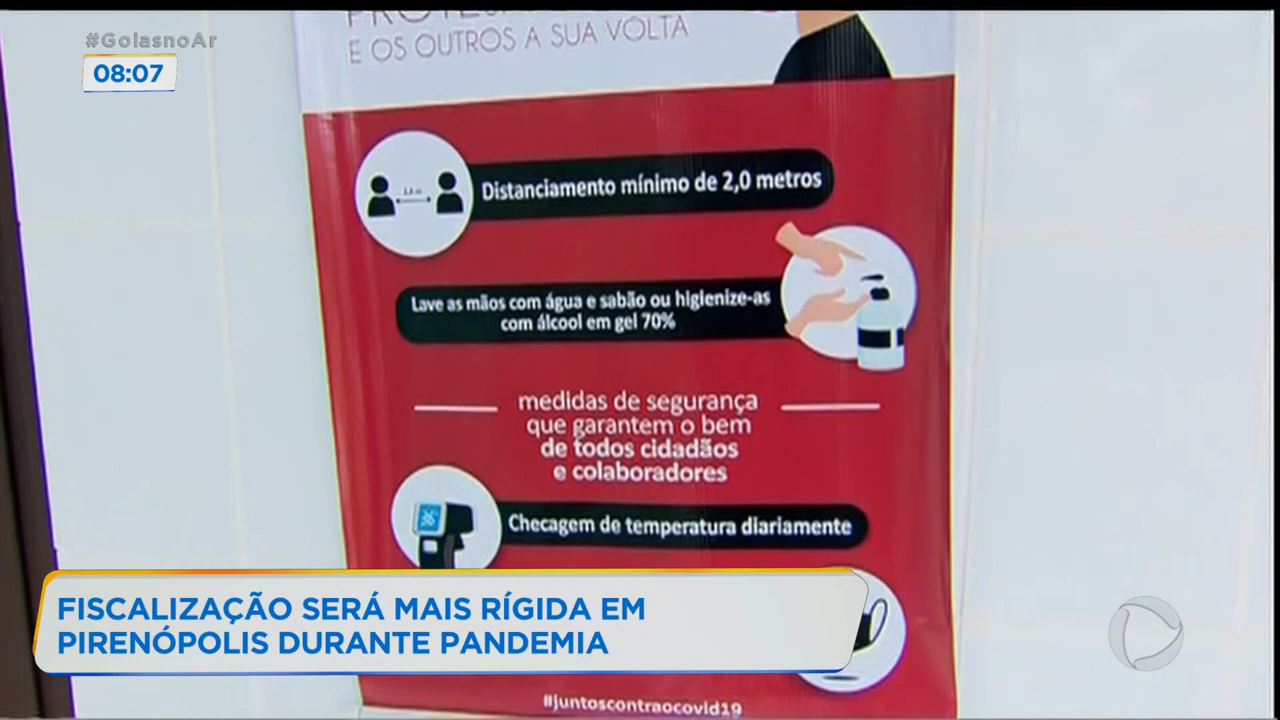 #GoiasnoAr
08:07
E OS OUTROS A SUA VOLTA
Distanciamento mínimo de 2,0 metros
Lave as mãos com água e sabão ou higienize-as
com álcool em gel 70%
medidas de segurança
que garantem o bem
de todos cidadãos
e colaboradores
36°
Checagem de temperatura diariamente
FISCALIZAÇÃO SERÁ MAIS RÍGIDA EM
PIRENÓPOLIS DURANTE PANDEMIA
#juntoscontraocovid19